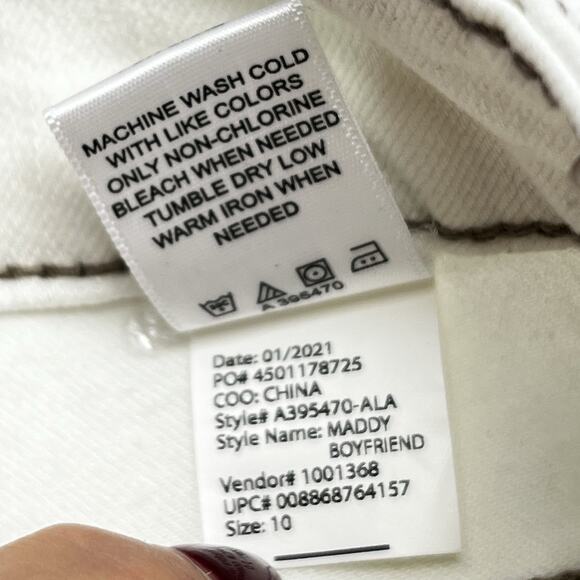 MACHINE WASH COLD
WITH LIKE COLORS
ONLY NON-CHLORINE
BLEACH WHEN NEEDED
TUMBLE DRY LOW
WARM IRON WHEN
NEEDED
A 395470
Date: 01/2021
PO# 4501178725
COO: CHINA
Style# A395470-ALA
Style Name: MADDY
BOYFRIEND
Vendor# 1001368
UPC# 008868764157
Size: 10